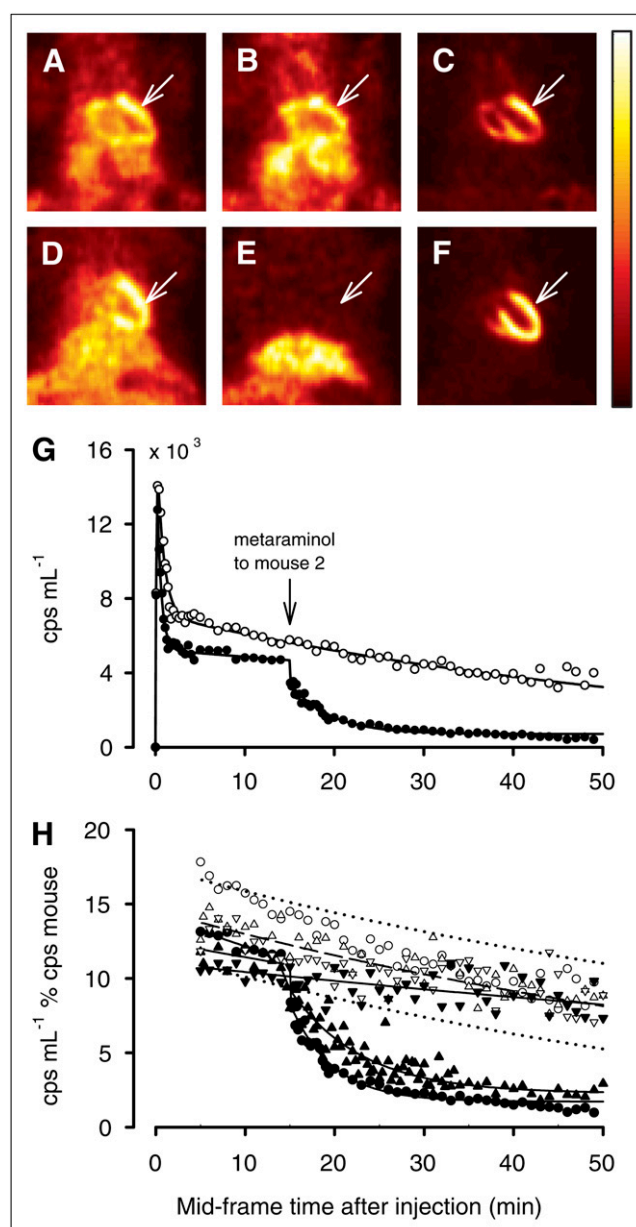 A
B
C
D
E
F
G
x 10 3
16
12
8
4
0
cps mL-1
metaraminol
to mouse 2
0 10 20 30 40 50
H
20
15
10
5
0
cps mL-1 % cps mouse
0 10 20 30 40 50
Mid-frame time after injection (min)